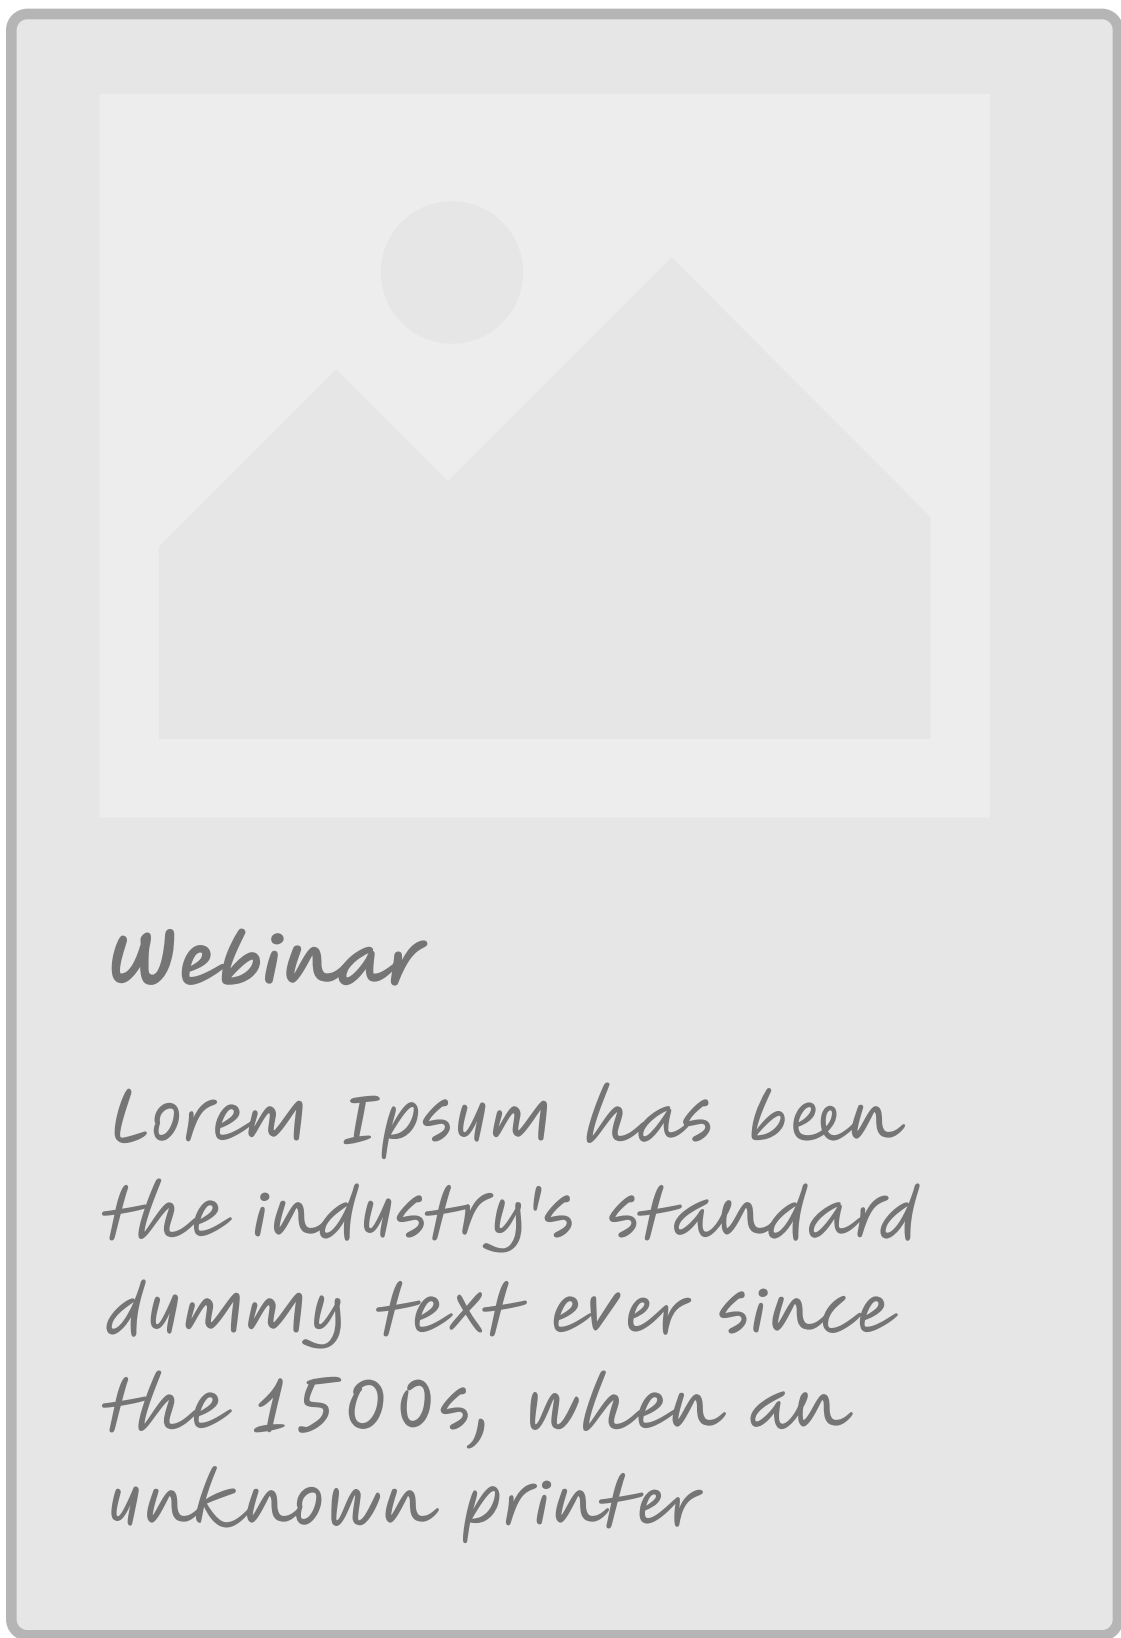 Webinar
Lorem Ipsum has been
the industry's standard
dummy text ever since
the 1500s, when an
unknown printer